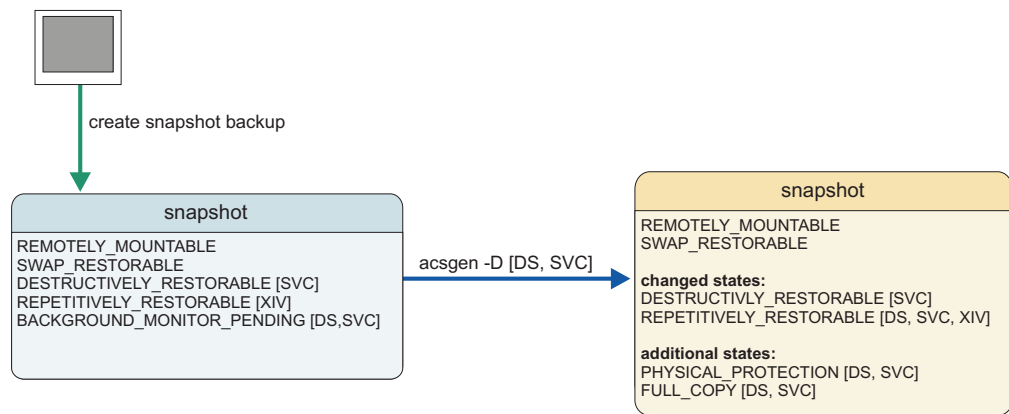 create snapshot backup
snapshot
REMOTELY_MOUNTABLE
SWAP_RESTORABLE
DESTRUCTIVELY_RESTORABLE [SVC]
REPETITIVELY_RESTORABLE [XIV]
BACKGROUND_MONITOR_PENDING [DS,SVC]
acsgen -D [DS, SVC]
snapshot
REMOTELY_MOUNTABLE
SWAP_RESTORABLE
changed states:
DESTRUCTIVLY_RESTORABLE [SVC]
REPETITIVELY_RESTORABLE [DS, SVC, XIV]
additional states:
PHYSICAL_PROTECTION [DS, SVC]
FULL_COPY [DS, SVC]